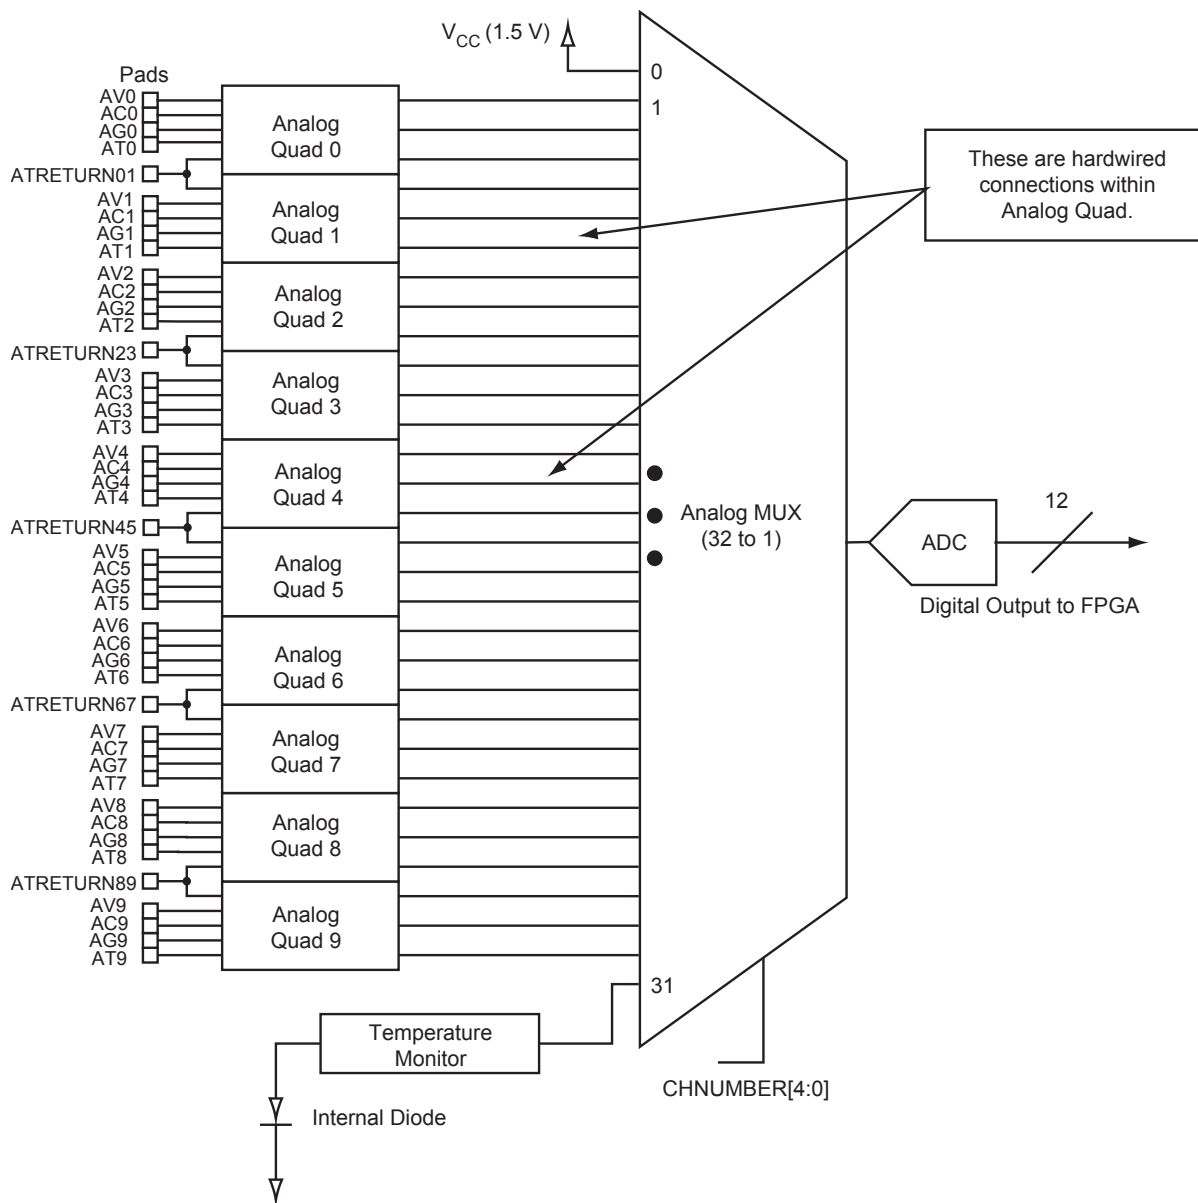 V_CC (1.5 V)
Pads
0
1
AV0
AC0
AG0
AT0
Analog
Quad 0
ATRETURN01
AV1
AC1
AG1
AT1
Analog
Quad 1
These are hardwired
connections within
Analog Quad.
AV2
AC2
AG2
AT2
Analog
Quad 2
ATRETURN23
AV3
AC3
AG3
AT3
Analog
Quad 3
AV4
AC4
AG4
AT4
Analog
Quad 4
ATRETURN45
Analog MUX
(32 to 1)
ADC
12
Digital Output to FPGA
AV5
AC5
AG5
AT5
Analog
Quad 5
AV6
AC6
AG6
AT6
Analog
Quad 6
ATRETURN67
AV7
AC7
AG7
AT7
Analog
Quad 7
AV8
AC8
AG8
AT8
Analog
Quad 8
ATRETURN89
AV9
AC9
AG9
AT9
Analog
Quad 9
31
Temperature
Monitor
CHNUMBER[4:0]
Internal Diode